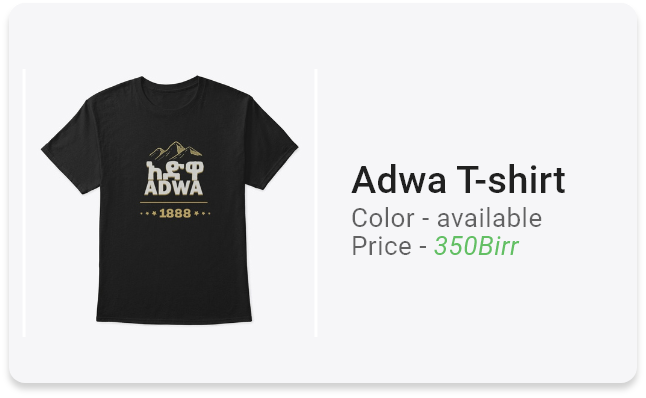 አድዋ
ADWA
1888
Adwa T-shirt
Color - available
Price - 350Birr